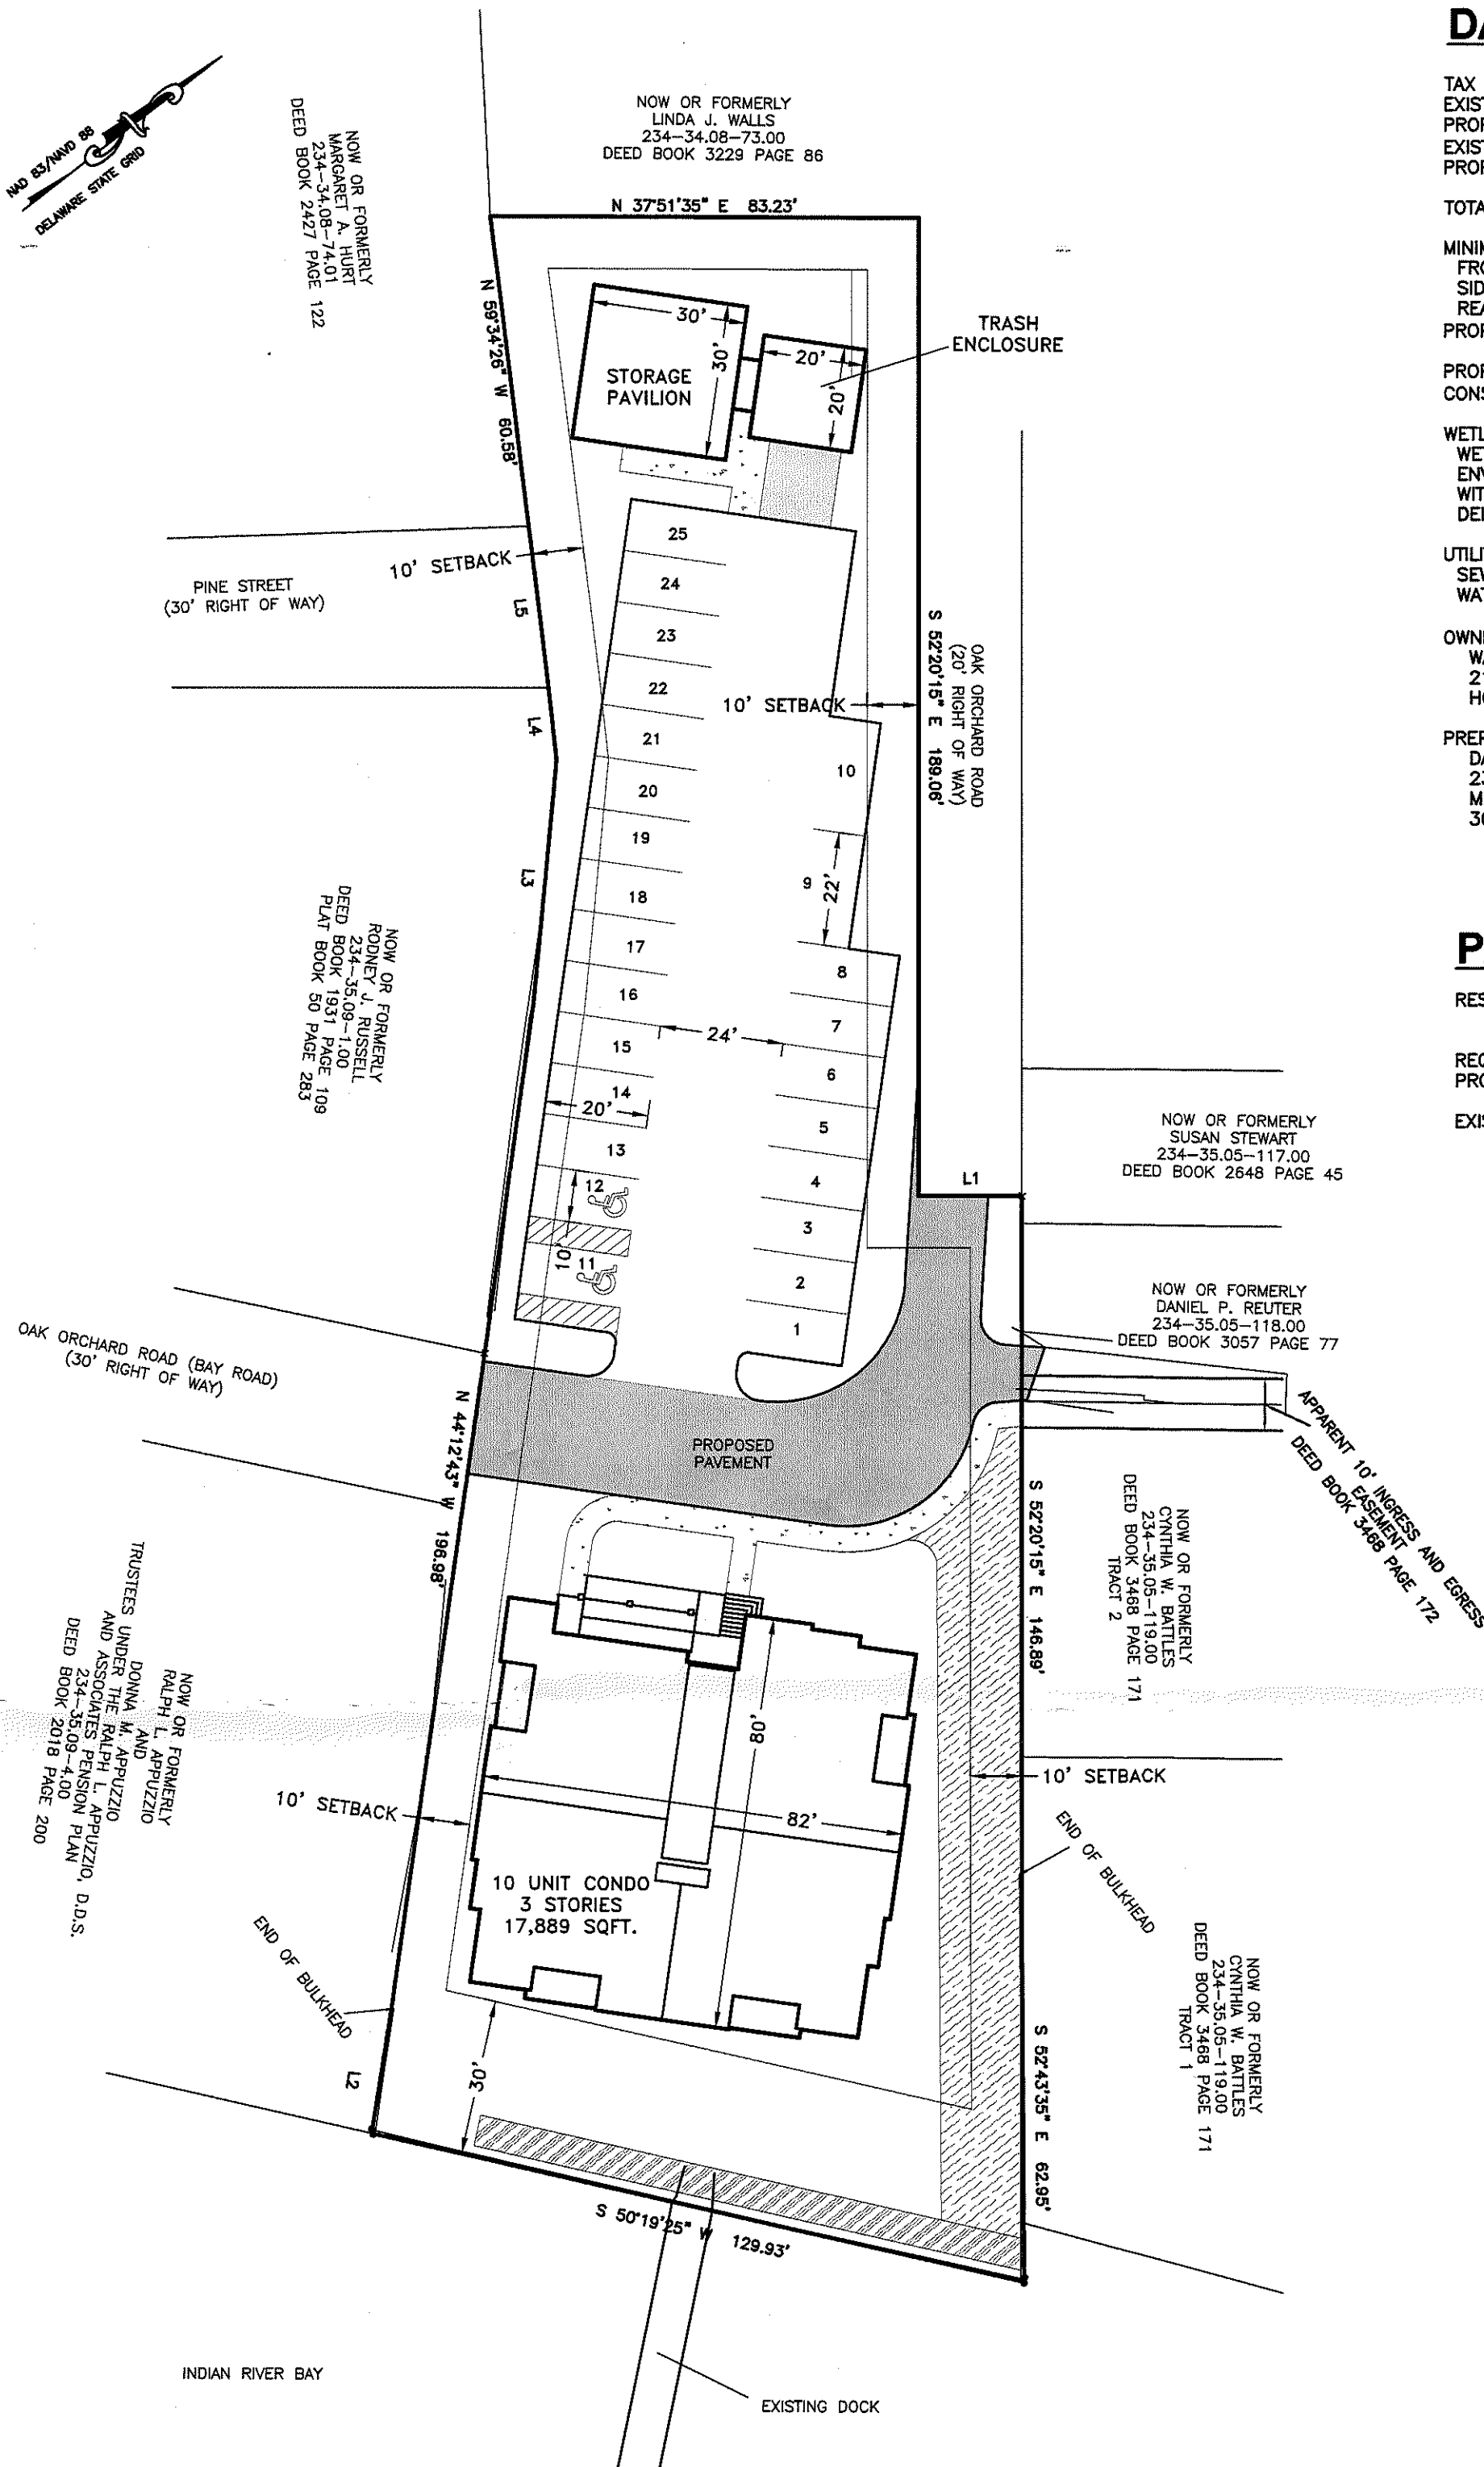 NAD 83/NAVD 88
DELAWARE STATE GRID
NOW OR FORMERLY
MARGARET A. HURT
234-34.08-74.01
DEED BOOK 2427 PAGE 122
NOW OR FORMERLY
LINDA J. WALLS
234-34.08-73.00
DEED BOOK 3229 PAGE 86
N 37°51'35" E 83.23'
N 59°34'26" W 60.58'
30'
30'
STORAGE
PAVILION
20'
20'
TRASH
ENCLOSURE
PINE STREET
(30' RIGHT OF WAY)
10' SETBACK
L5
L4
L3
25
24
23
22
21
20
19
18
17
16
15
14
20'
13
12
10'
11
10' SETBACK
OAK ORCHARD ROAD
(20' RIGHT OF WAY)
S 52°20'15" E 189.06'
10
9
22'
8
7
24'
6
5
4
3
2
1
L1
NOW OR FORMERLY
RODNEY J. RUSSELL
234-35.09-1.00
DEED BOOK 1931 PAGE 109
PLAT BOOK 50 PAGE 283
NOW OR FORMERLY
SUSAN STEWART
234-35.05-117.00
DEED BOOK 2648 PAGE 45
NOW OR FORMERLY
DANIEL P. REUTER
234-35.05-118.00
DEED BOOK 3057 PAGE 77
OAK ORCHARD ROAD (BAY ROAD)
(30' RIGHT OF WAY)
APPARENT 10' INGRESS AND EGRESS
EASEMENT
DEED BOOK 3468 PAGE 172
N 44°12'43" W 196.98'
PROPOSED
PAVEMENT
S 52°20'15" E 146.89'
NOW OR FORMERLY
CYNTHIA W. BATTLES
234-35.05-119.00
DEED BOOK 3468 PAGE 171
TRACT 2
NOW OR FORMERLY
RALPH L. APPUZZIO
AND
DONNA M. APPUZZIO
TRUSTEES UNDER THE RALPH L. APPUZZIO, D.D.S.
AND ASSOCIATES PENSION PLAN
234-35.09-4.00
DEED BOOK 2018 PAGE 200
10' SETBACK
80'
82'
10' SETBACK
10 UNIT CONDO
3 STORIES
17,889 SQFT.
END OF BULKHEAD
END OF BULKHEAD
NOW OR FORMERLY
CYNTHIA W. BATTLES
234-35.05-119.00
DEED BOOK 3468 PAGE 171
TRACT 1
S 52°43'35" E 62.95'
L2
30'
S 50°19'25" W 129.93'
INDIAN RIVER BAY
EXISTING DOCK
TAX
TOTA